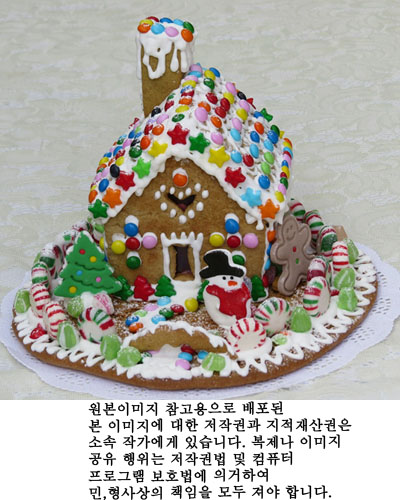 원본이미지 참고용으로 배포된
본 이미지에 대한 저작권과 지적재산권은
소속 작가에게 있습니다. 복제나 이미지
공유 행위는 저작권법 및 컴퓨터
프로그램 보호법에 의거하여
민,형사상의 책임을 모두 져야 합니다.